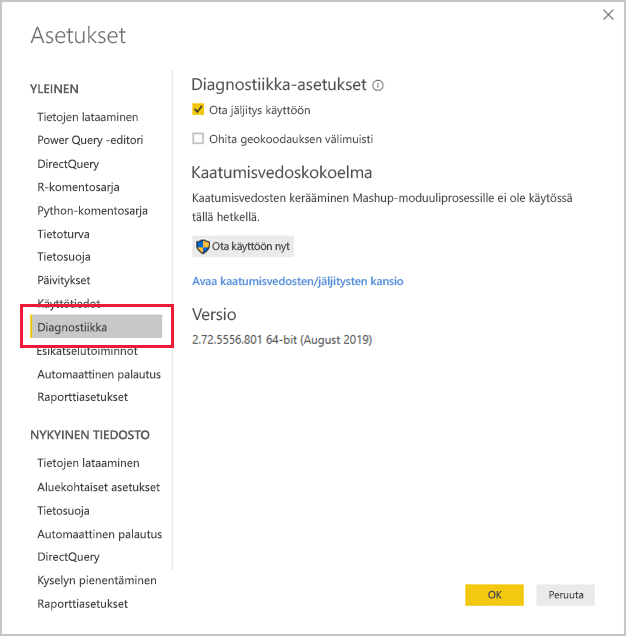 Asetukset
YLEINEN
Tietojen lataaminen
Power Query -editori
DirectQuery
R-komentosarja
Python-komentosarja
Tietoturva
Tietosuoja
Päivitykset
Käyttötiedot
Diagnostiikka
Esikatselutoiminnot
Automaattinen palautus
Raporttiasetukset
NYKYINEN TIEDOSTO
Tietojen lataaminen
Aluekohtaiset asetukset
Tietosuoja
Automaattinen palautus
DirectQuery
Kyselyn pienentäminen
Raporttiasetukset
Diagnostiikka-asetukset
Ota jäljitys käyttöön
Ohita geokoodauksen välimuisti
Kaatumisvedoskokoelma
Kaatumisvedosten kerääminen Mashup-moduuliprosessille ei ole käytössä
tällä hetkellä.
Ota käyttöön nyt
Avaa kaatumisvedosten/jäljitysten kansio
Versio
2.72.5556.801 64-bit (August 2019)
OK
Peruuta